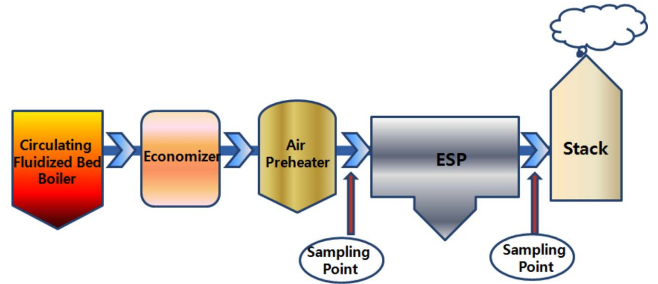 Circulating
Fluidized Bed
Boiler
Economizer
Air
Preheater
ESP
Stack
Sampling
Point
Sampling
Point